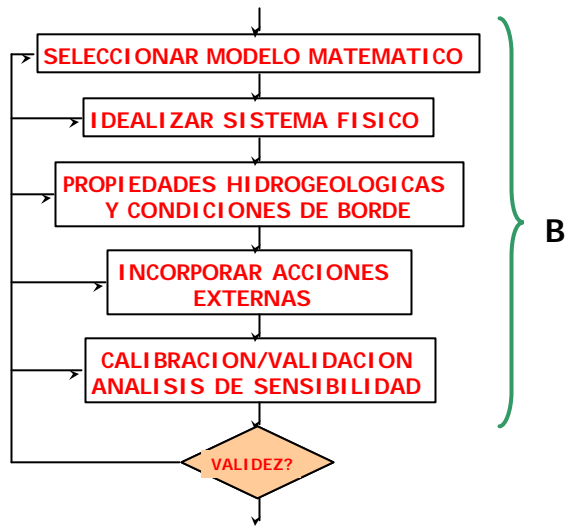 SELECCIONAR MODELO MATEMATICO
IDEALIZAR SISTEMA FISICO
PROPIEDADES HIDROGEOLOGICAS
Y CONDICIONES DE BORDE
B
INCORPORAR ACCIONES
EXTERNAS
CALIBRACION/VALIDACION
ANALISIS DE SENSIBILIDAD
VALIDEZ?